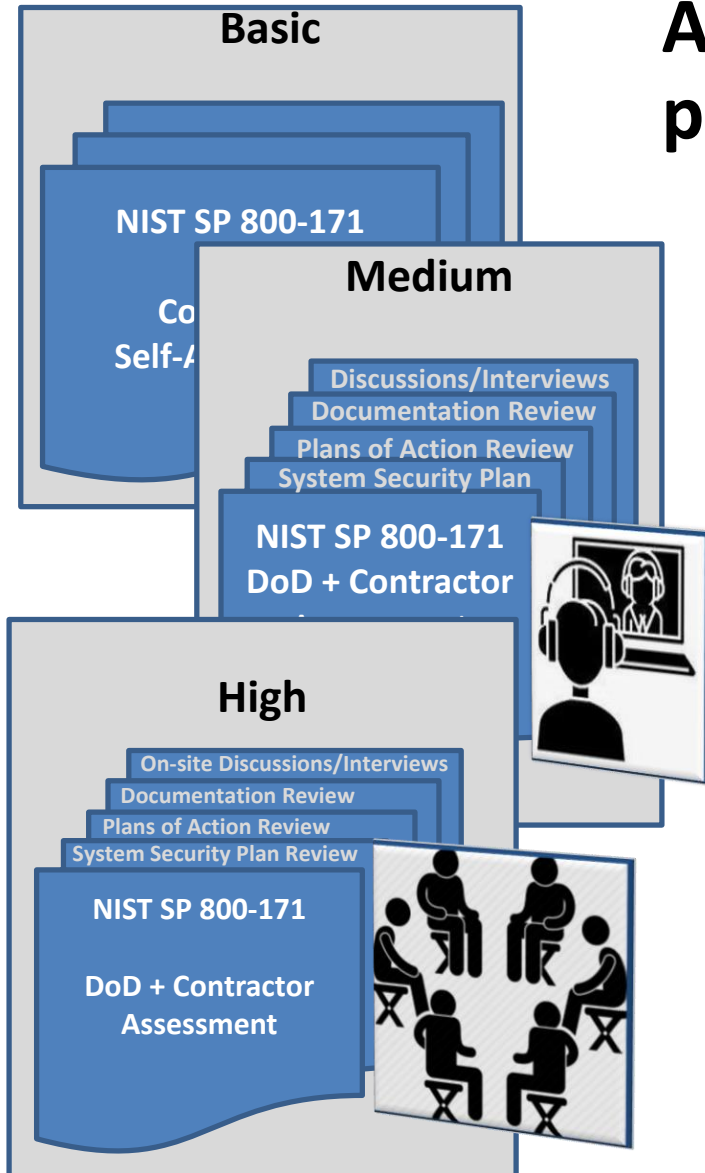 Basic
A
p
NIST SP 800-171
Co
Self-A
Medium
Discussions/Interviews
Documentation Review
Plans of Action Review
System Security Plan
NIST SP 800-171
DoD + Contractor
High
On-site Discussions/Interviews
Documentation Review
Plans of Action Review
System Security Plan Review
NIST SP 800-171
DoD + Contractor
Assessment